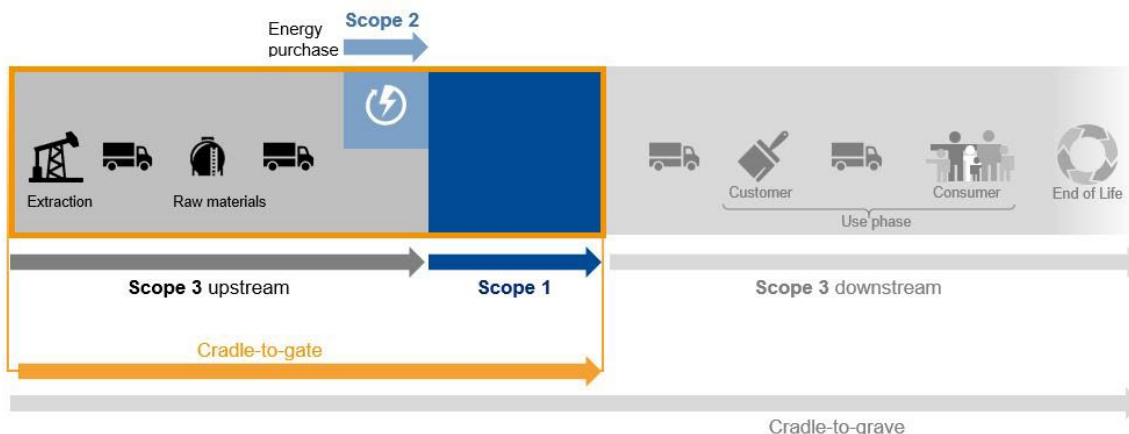 Scope 2
Energy
purchase
Extraction
Raw materials
Customer
Consumer
End of Life
Use phase
Scope 3 upstream
Scope 1
Scope 3 downstream
Cradle-to-gate
Cradle-to-grave